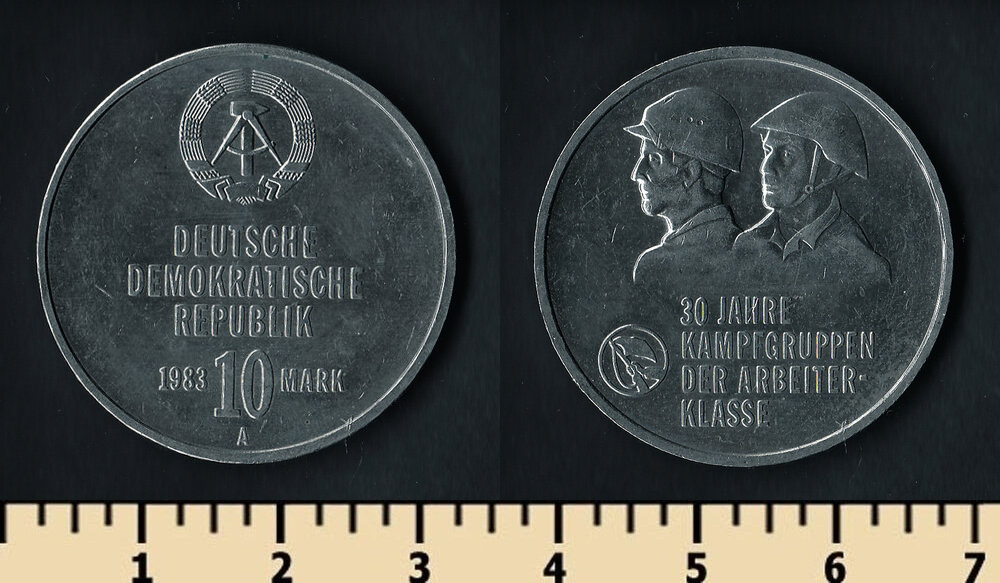 DEUTSCHE
DEMOKRATISCHE
REPUBLIK
1983 10 MARK
A
30 JAHRE
KAMPFGRUPPEN
DER ARBEITER-
KLASSE
1 2 3 4 5 6 7